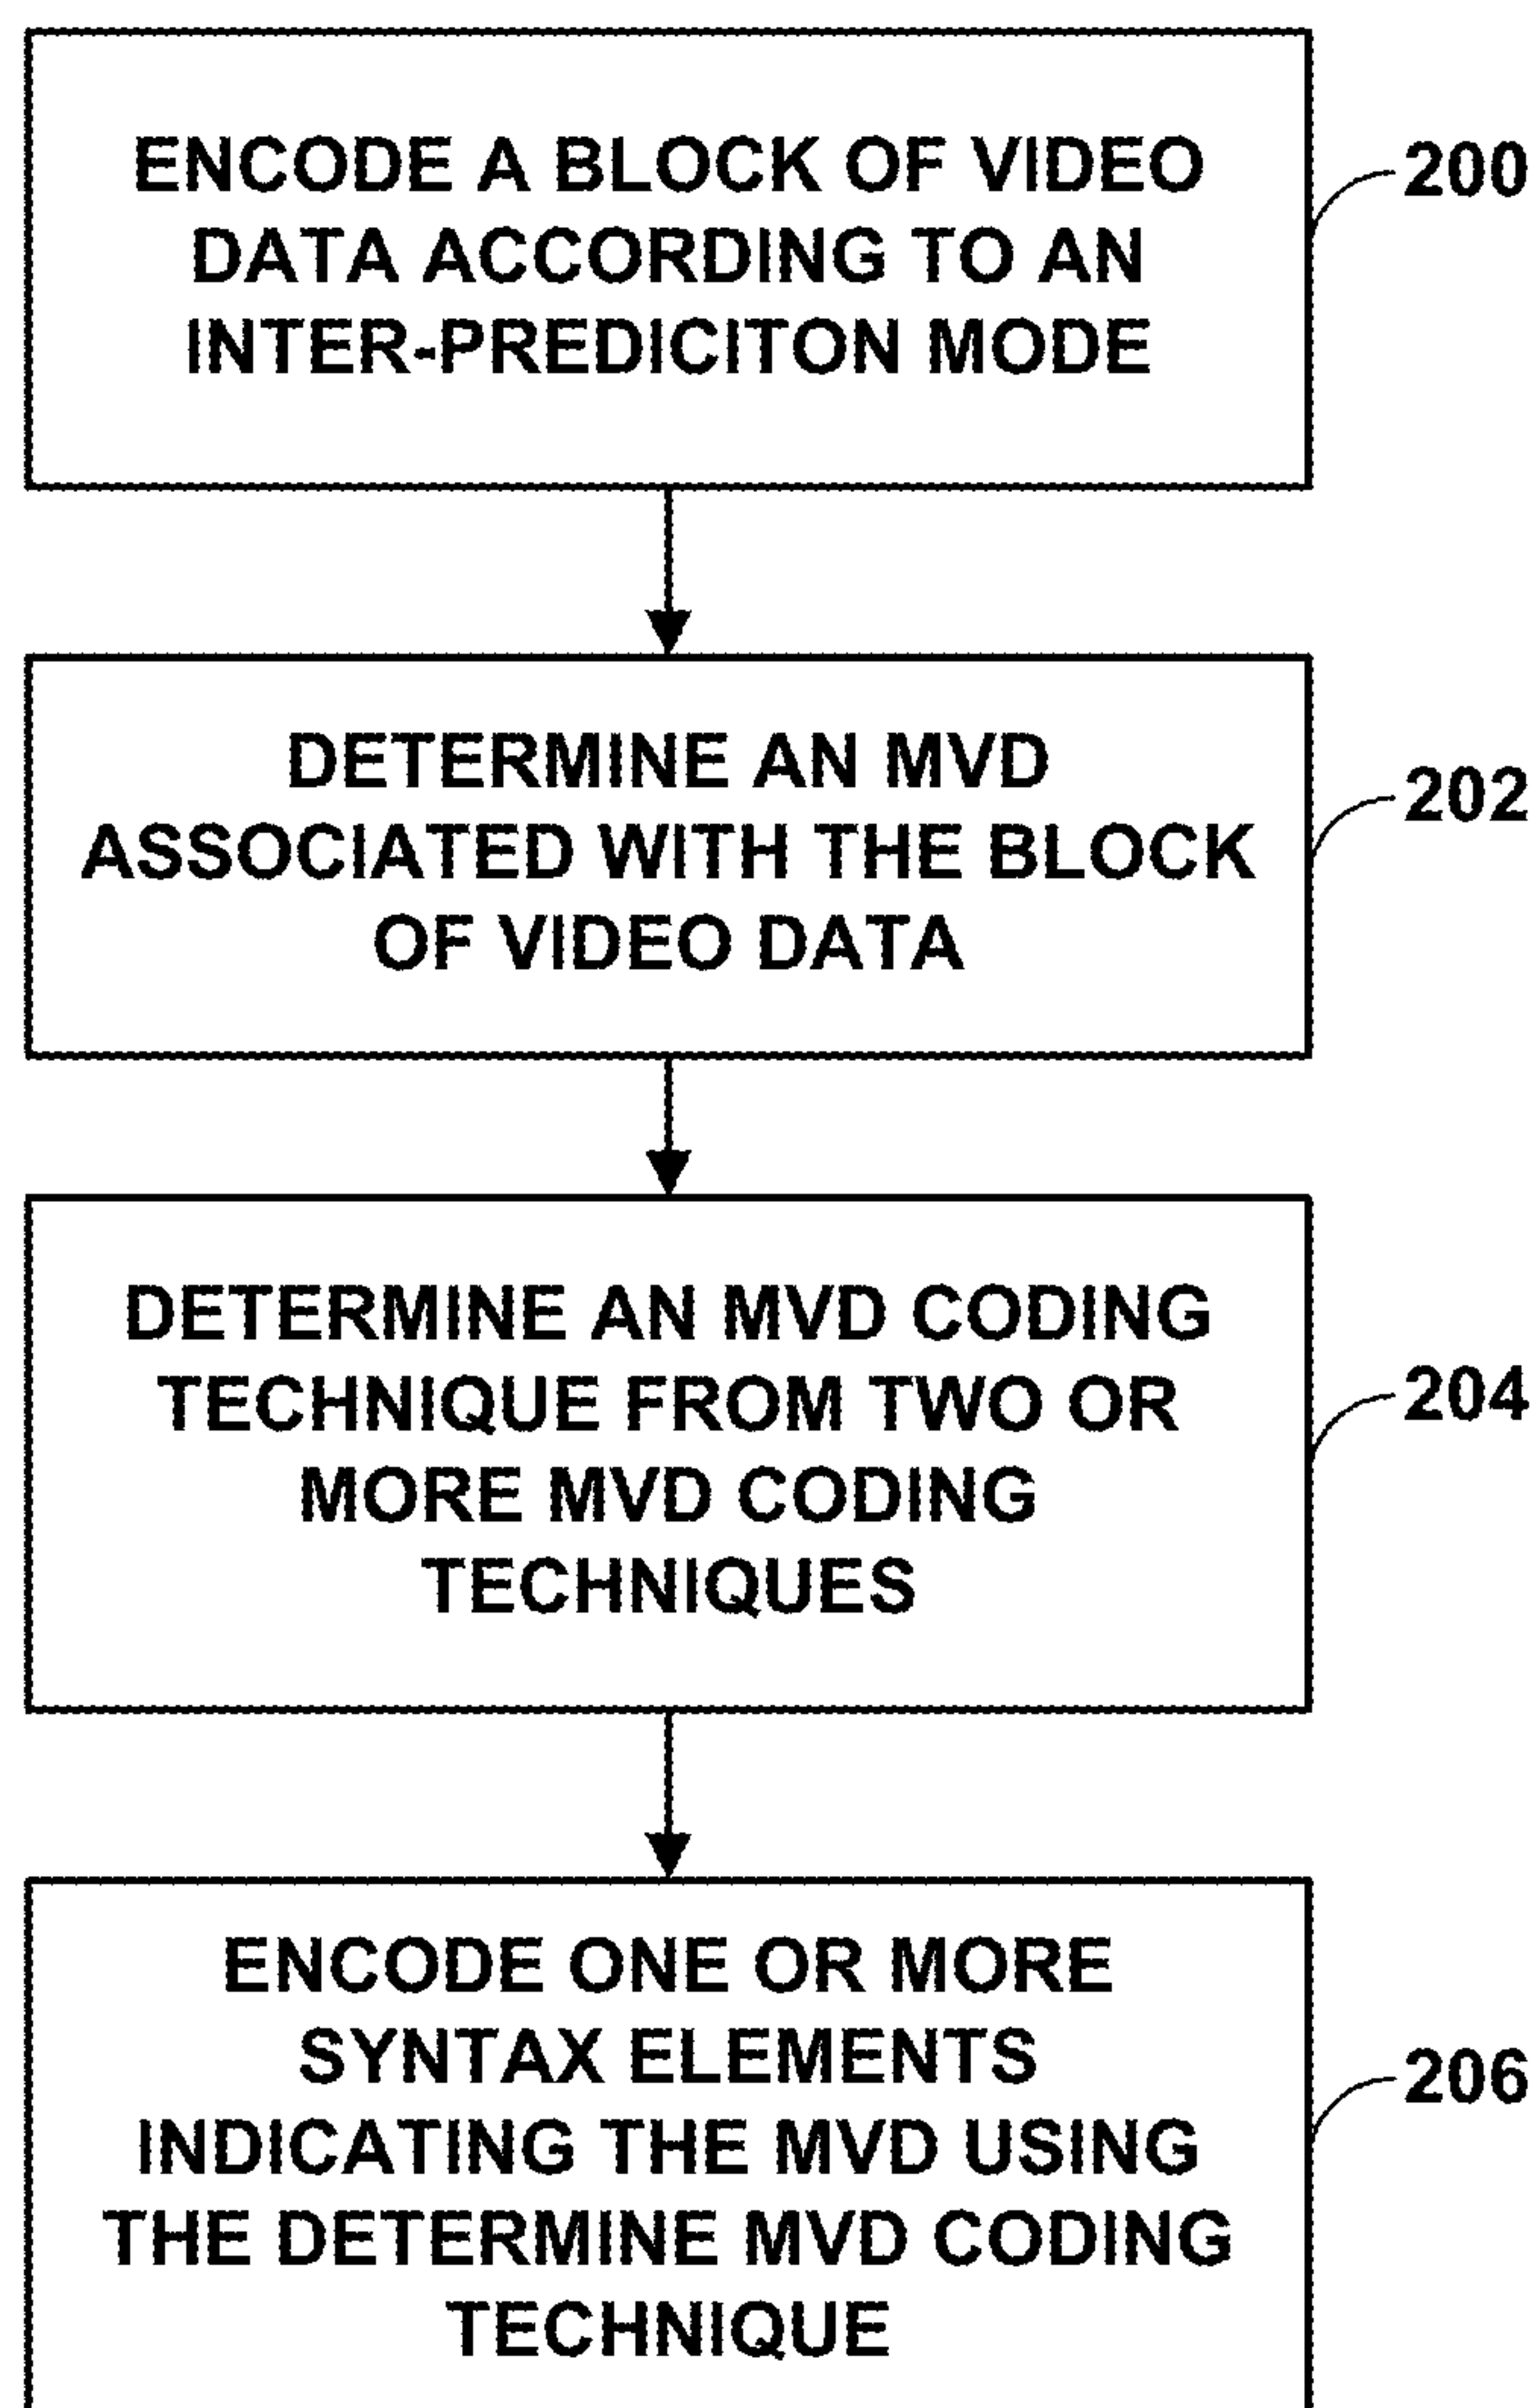 ENCODE A BLOCK OF VIDEO
DATA ACCORDING TO AN
INTER-PREDICITON MODE
200
DETERMINE AN MVD
ASSOCIATED WITH THE BLOCK
OF VIDEO DATA
202
DETERMINE AN MVD CODING
TECHNIQUE FROM TWO OR
MORE MVD CODING
TECHNIQUES
204
ENCODE ONE OR MORE
SYNTAX ELEMENTS
INDICATING THE MVD USING
THE DETERMINE MVD CODING
TECHNIQUE
206